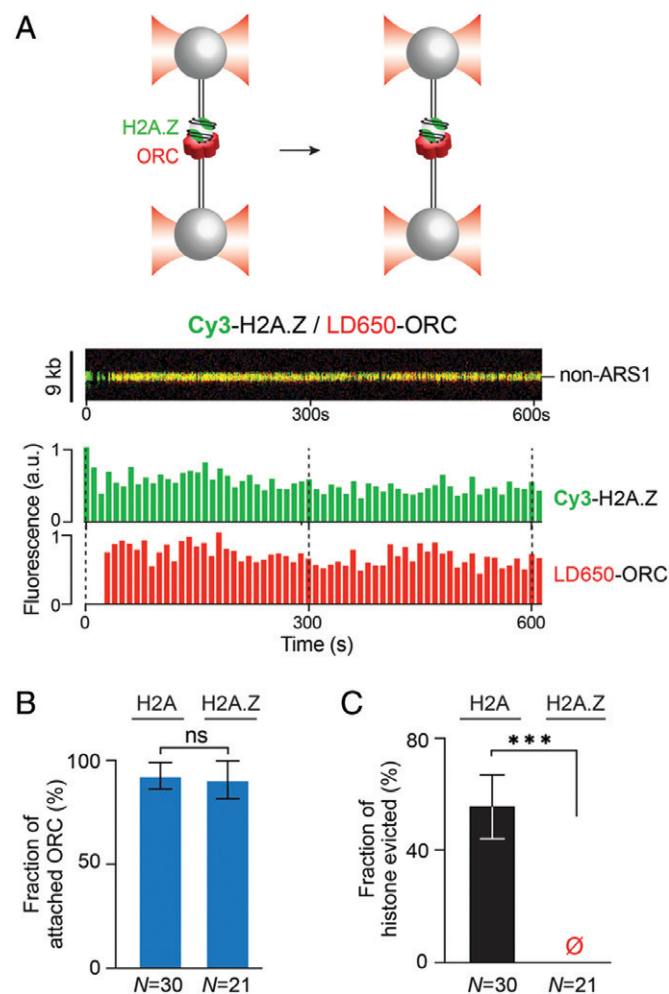 A
H2A.Z
ORC
Cy3-H2A.Z / LD650-ORC
9 kb
non-ARS1
0 300s 600s
Fluorescence (a.u.)
1
0
Cy3-H2A.Z
1
0
LD650-ORC
0 300 600
Time (s)
B
H2A H2A.Z
ns
Fraction of
attached ORC (%)
100
50
0
N=30 N=21
C
H2A H2A.Z
***
Fraction of
histone evicted (%)
80
40
0
Ø
N=30 N=21